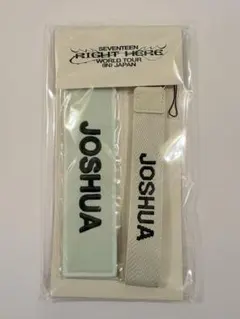 SEVENTEEN
RIGHT HERE
WORLD TOUR
[IN] JAPAN
JOSHUA
JOSHUA